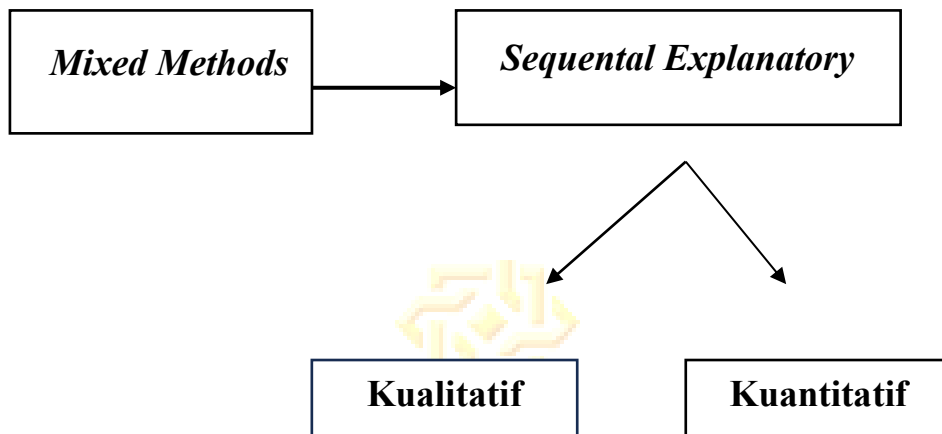 Mixed Methods
Sequental Explanatory
Kualitatif
Kuantitatif